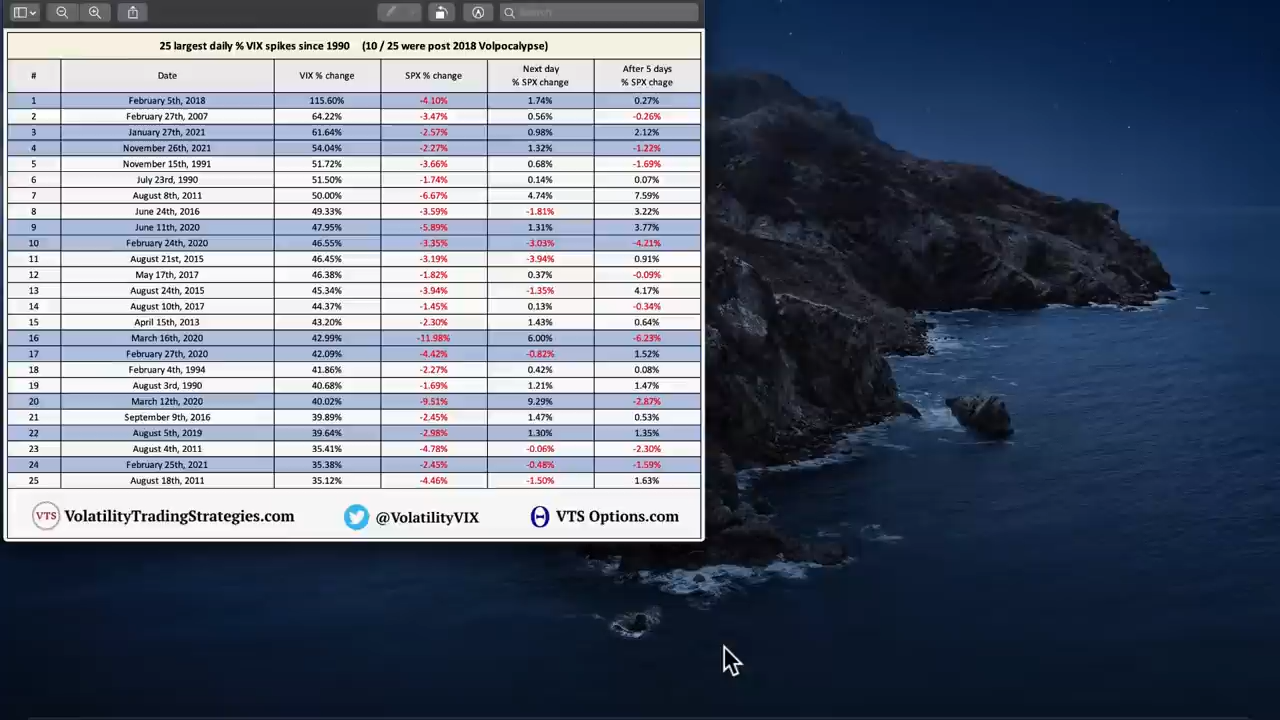 Search
25 largest daily % VIX spikes since 1990 (10 / 25 were post 2018 Volpocalypse)
# Date VIX % change SPX % change Next day % SPX change After 5 days % SPX chage
1 February 5th, 2018 115.60% -4.10% 1.74% 0.27%
2 February 27th, 2007 64.22% -3.47% 0.56% -0.26%
3 January 27th, 2021 61.64% -2.57% 0.98% 2.12%
4 November 26th, 2021 54.04% -2.27% 1.32% -1.22%
5 November 15th, 1991 51.72% -3.66% 0.68% -1.69%
6 July 23rd, 1990 51.50% -1.74% 0.14% 0.07%
7 August 8th, 2011 50.00% -6.67% 4.74% 7.59%
8 June 24th, 2016 49.33% -3.59% -1.81% 3.22%
9 June 11th, 2020 47.95% -5.89% 1.31% 3.77%
10 February 24th, 2020 46.55% -3.35% -3.03% -4.21%
11 August 21st, 2015 46.45% -3.19% -3.94% 0.91%
12 May 17th, 2017 46.38% -1.82% 0.37% -0.09%
13 August 24th, 2015 45.34% -3.94% -1.35% 4.17%
14 August 10th, 2017 44.37% -1.45% 0.13% -0.34%
15 April 15th, 2013 43.20% -2.30% 1.43% 0.64%
16 March 16th, 2020 42.99% -11.98% 6.00% -6.23%
17 February 27th, 2020 42.09% -4.42% -0.82% 1.52%
18 February 4th, 1994 41.86% -2.27% 0.42% 0.08%
19 August 3rd, 1990 40.68% -1.69% 1.21% 1.47%
20 March 12th, 2020 40.02% -9.51% 9.29% -2.87%
21 September 9th, 2016 39.89% -2.45% 1.47% 0.53%
22 August 5th, 2019 39.64% -2.98% 1.30% 1.35%
23 August 4th, 2011 35.41% -4.78% -0.06% -2.30%
24 February 25th, 2021 35.38% -2.45% -0.48% -1.59%
25 August 18th, 2011 35.12% -4.46% -1.50% 1.63%
VTS VolatilityTradingStrategies.com @VolatilityVIX VTS Options.com